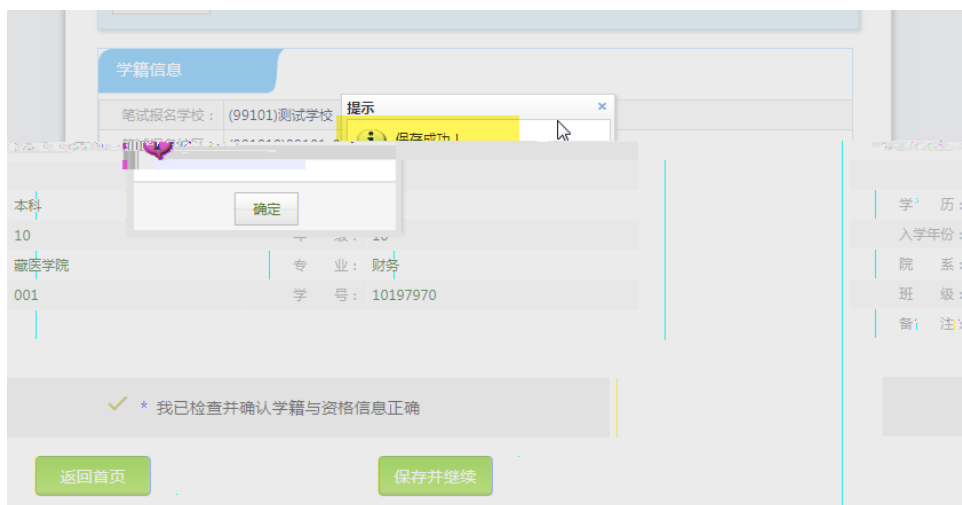 学籍信息
笔试报名学校： (99101)测试学校
提示 ×
保存成功！
确定
本科
学 历：
10
入学年份：
藏医学院 专 业： 财务
院 系：
001 学 号： 10197970
班 级：
备 注：
* 我已检查并确认学籍与资格信息正确
返回首页 保存并继续